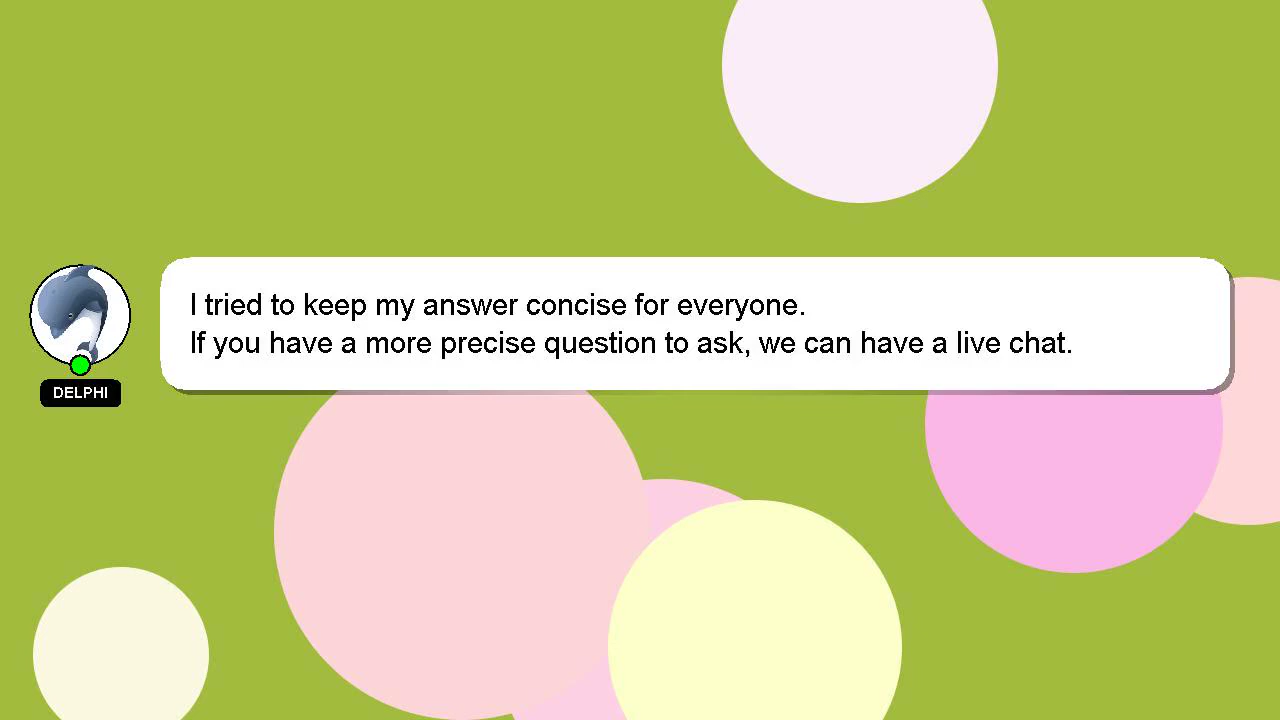 I tried to keep my answer concise for everyone.
If you have a more precise question to ask, we can have a live chat.
DELPHI